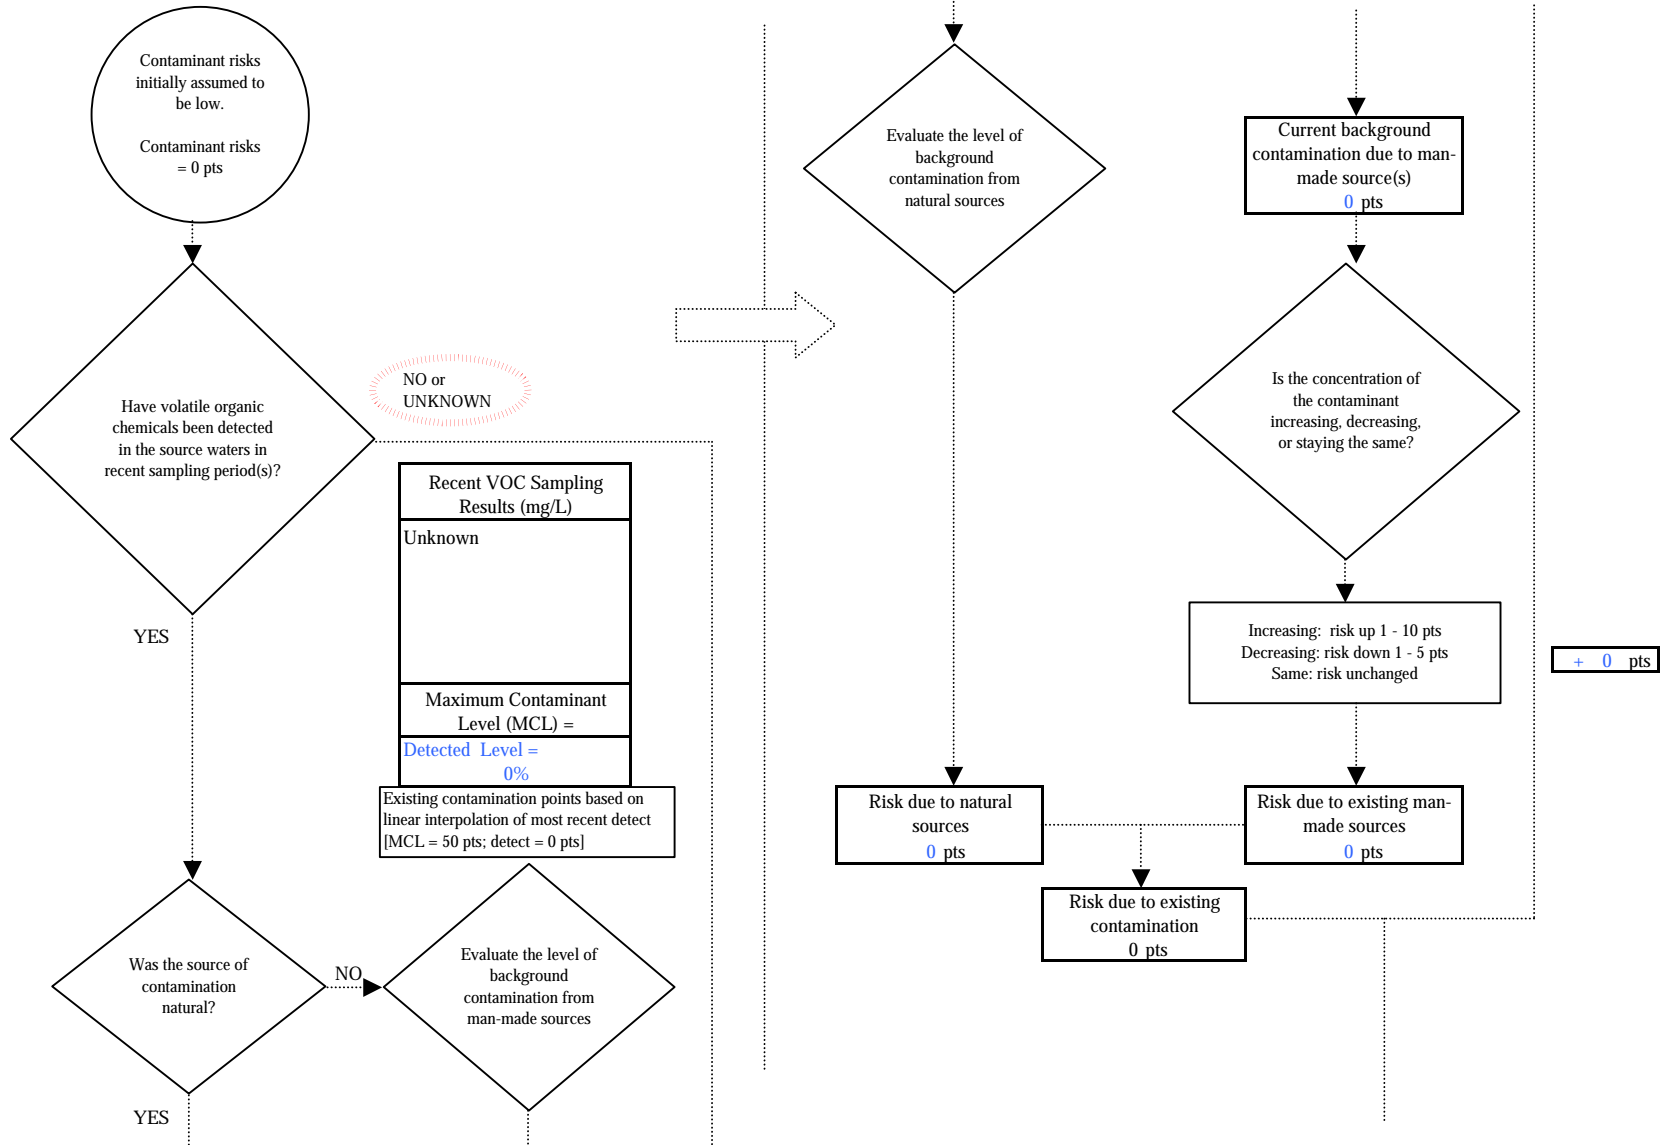 Contaminant risks
initially assumed to
be low.
Contaminant risks
= 0 pts
Have volatile organic
chemicals been detected
in the source waters in
recent sampling period(s)?
NO or
UNKNOWN
YES
Recent VOC Sampling
Results (mg/L)
Unknown
Maximum Contaminant
Level (MCL) =
Detected Level =
0%
Existing contamination points based on
linear interpolation of most recent detect
[MCL = 50 pts; detect = 0 pts]
Was the source of
contamination
natural?
NO
YES
Evaluate the level of
background
contamination from
man-made sources
Evaluate the level of
background
contamination from
natural sources
Current background
contamination due to man-
made source(s)
0 pts
Is the concentration of
the contaminant
increasing, decreasing,
or staying the same?
Increasing: risk up 1 - 10 pts
Decreasing: risk down 1 - 5 pts
Same: risk unchanged
+ 0 pts
Risk due to natural
sources
0 pts
Risk due to existing man-
made sources
0 pts
Risk due to existing
contamination
0 pts